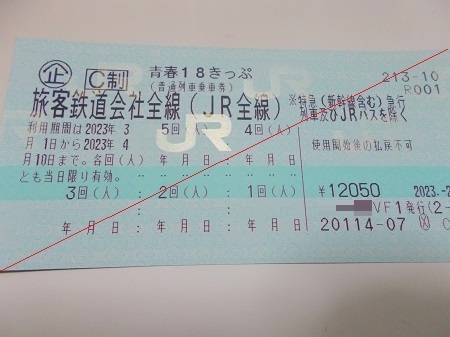 企 C制 青春18きっぷ
(普通列車乗車券)
213-10
R001
旅客鉄道会社全線(JR全線)
※特急(新幹線含む)急行
列車及びJRバスを除く
利用期間は2023年 3 5回(人) 4回(人)
月 1日から2023年 4
月10日まで。各回(人) 年 月 日 年 月 日
使用開始後の払戻不可
とも当日限り有効。
3回(人) 2回(人) 1回(人)
¥12050 2023.-2
年 月 日 年 月 日 年 月 日
VF1発行(2-
20114-07
JR